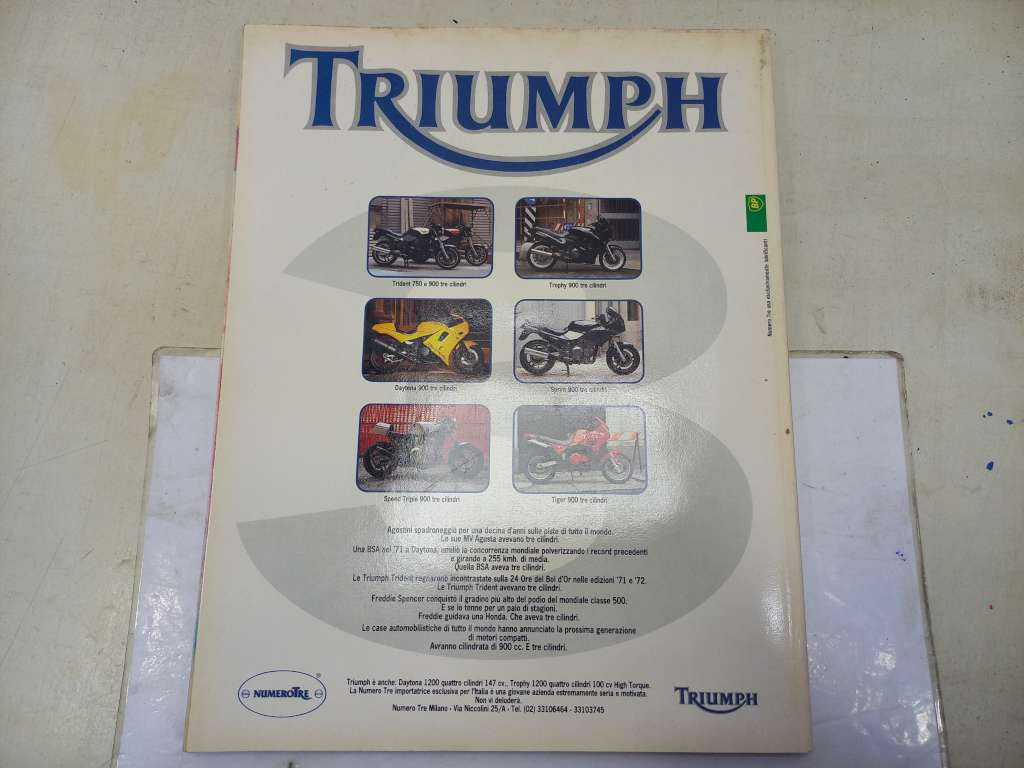 TRIUMPH
BP
Numero Tre usa esclusivamente lubrificanti
Trident 750 e 900 tre cilindri
Trophy 900 tre cilindri
Daytona 900 tre cilindri
Sprint 900 tre cilindri
Speed Triple 900 tre cilindri
Tiger 900 tre cilindri
Agostini spadroneggiò per una decina d'anni sulle piste di tutto il mondo.
Le sue MV Agusta avevano tre cilindri.
Una BSA nel '71 a Daytona, umiliò la concorrenza mondiale polverizzando i record precedenti
e girando a 255 kmh. di media.
Quella BSA aveva tre cilindri.
Le Triumph Trident regnarono incontrastate sulla 24 Ore del Bol d'Or nelle edizioni '71 e '72.
Le Triumph Trident avevano tre cilindri.
Freddie Spencer conquistò il gradino più alto del podio del mondiale classe 500.
E se lo tenne per un paio di stagioni.
Freddie guidava una Honda. Che aveva tre cilindri.
Le case automobilistiche di tutto il mondo hanno annunciato la prossima generazione
di motori compatti.
Avranno cilindrata di 900 cc. E tre cilindri.
NUMEROTRE
®
Triumph è anche: Daytona 1200 quattro cilindri 147 cv., Trophy 1200 quattro cilindri 100 cv High Torque.
La Numero Tre importatrice esclusiva per l'Italia è una giovane azienda estremamente seria e motivata.
Non vi deluderà.
Numero Tre Milano - Via Niccolini 25/A - Tel. (02) 33106464 - 33103745
TRIUMPH